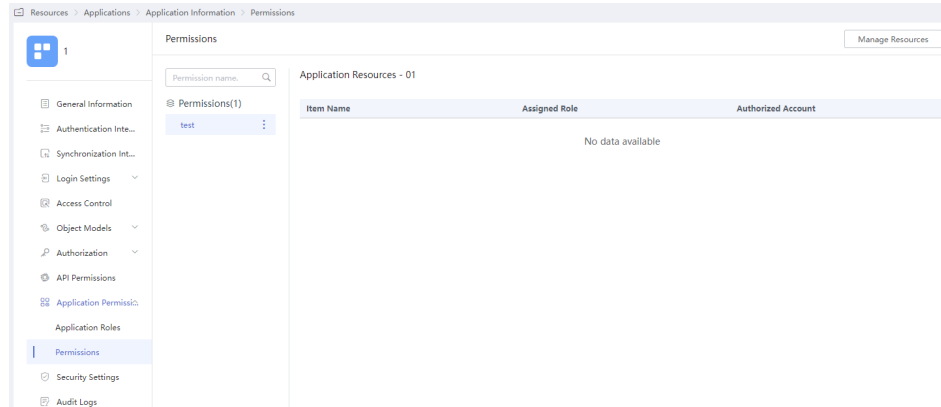 Resources > Applications > Application Information > Permissions
1
Permissions
Manage Resources
Permission name.
Application Resources - 01
General Information
Permissions(1)
Item Name Assigned Role Authorized Account
Authentication Inte...
test
Synchronization Int...
No data available
Login Settings
Access Control
Object Models
Authorization
API Permissions
Application Permissic.
Application Roles
Permissions
Security Settings
Audit Logs